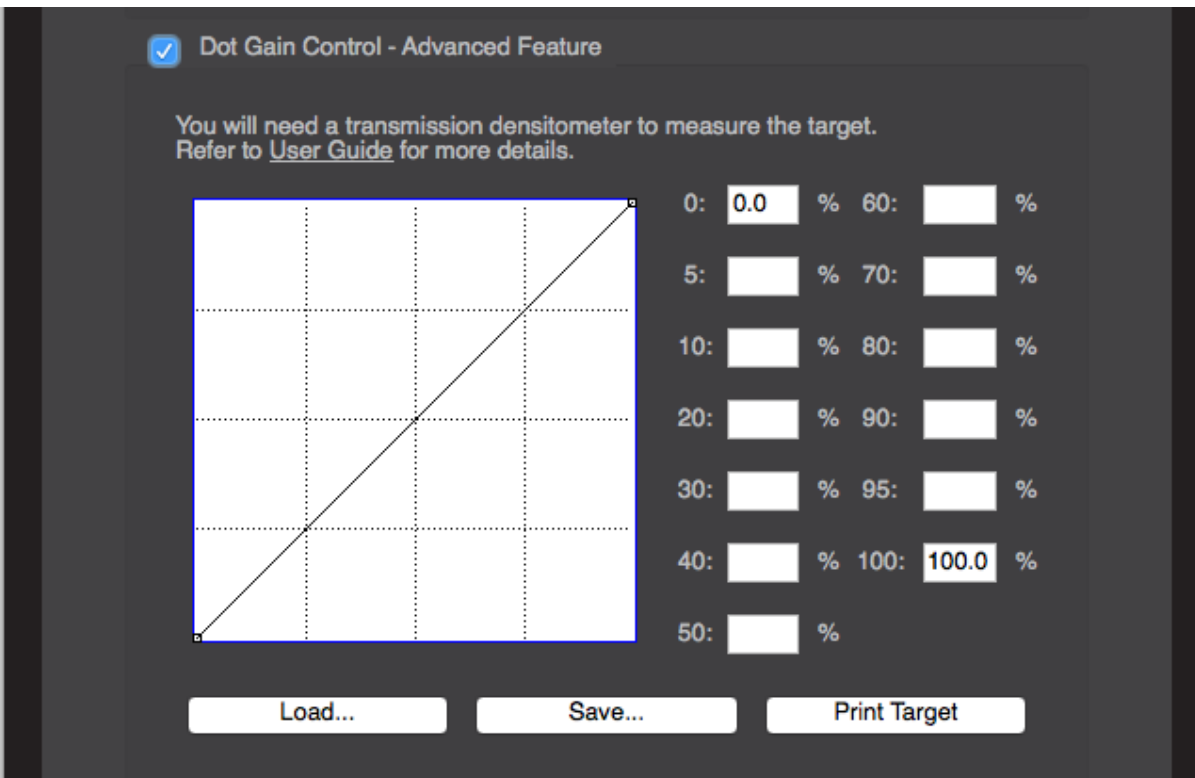 Dot Gain Control - Advanced Feature
You will need a transmission densitometer to measure the target.
Refer to User Guide for more details.
0: 0.0 % 60: %
5: % 70: %
10: % 80: %
20: % 90: %
30: % 95: %
40: % 100: 100.0 %
50: %
Load... Save... Print Target